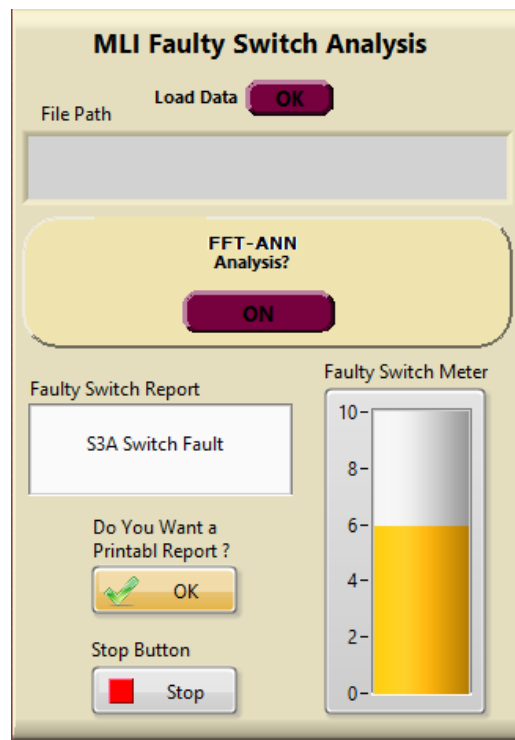 MLI Faulty Switch Analysis
Load Data
OK
File Path
FFT-ANN
Analysis?
ON
Faulty Switch Report
S3A Switch Fault
Do You Want a
Printabl Report ?
OK
Stop Button
Stop
Faulty Switch Meter
10
8
6
4
2
0